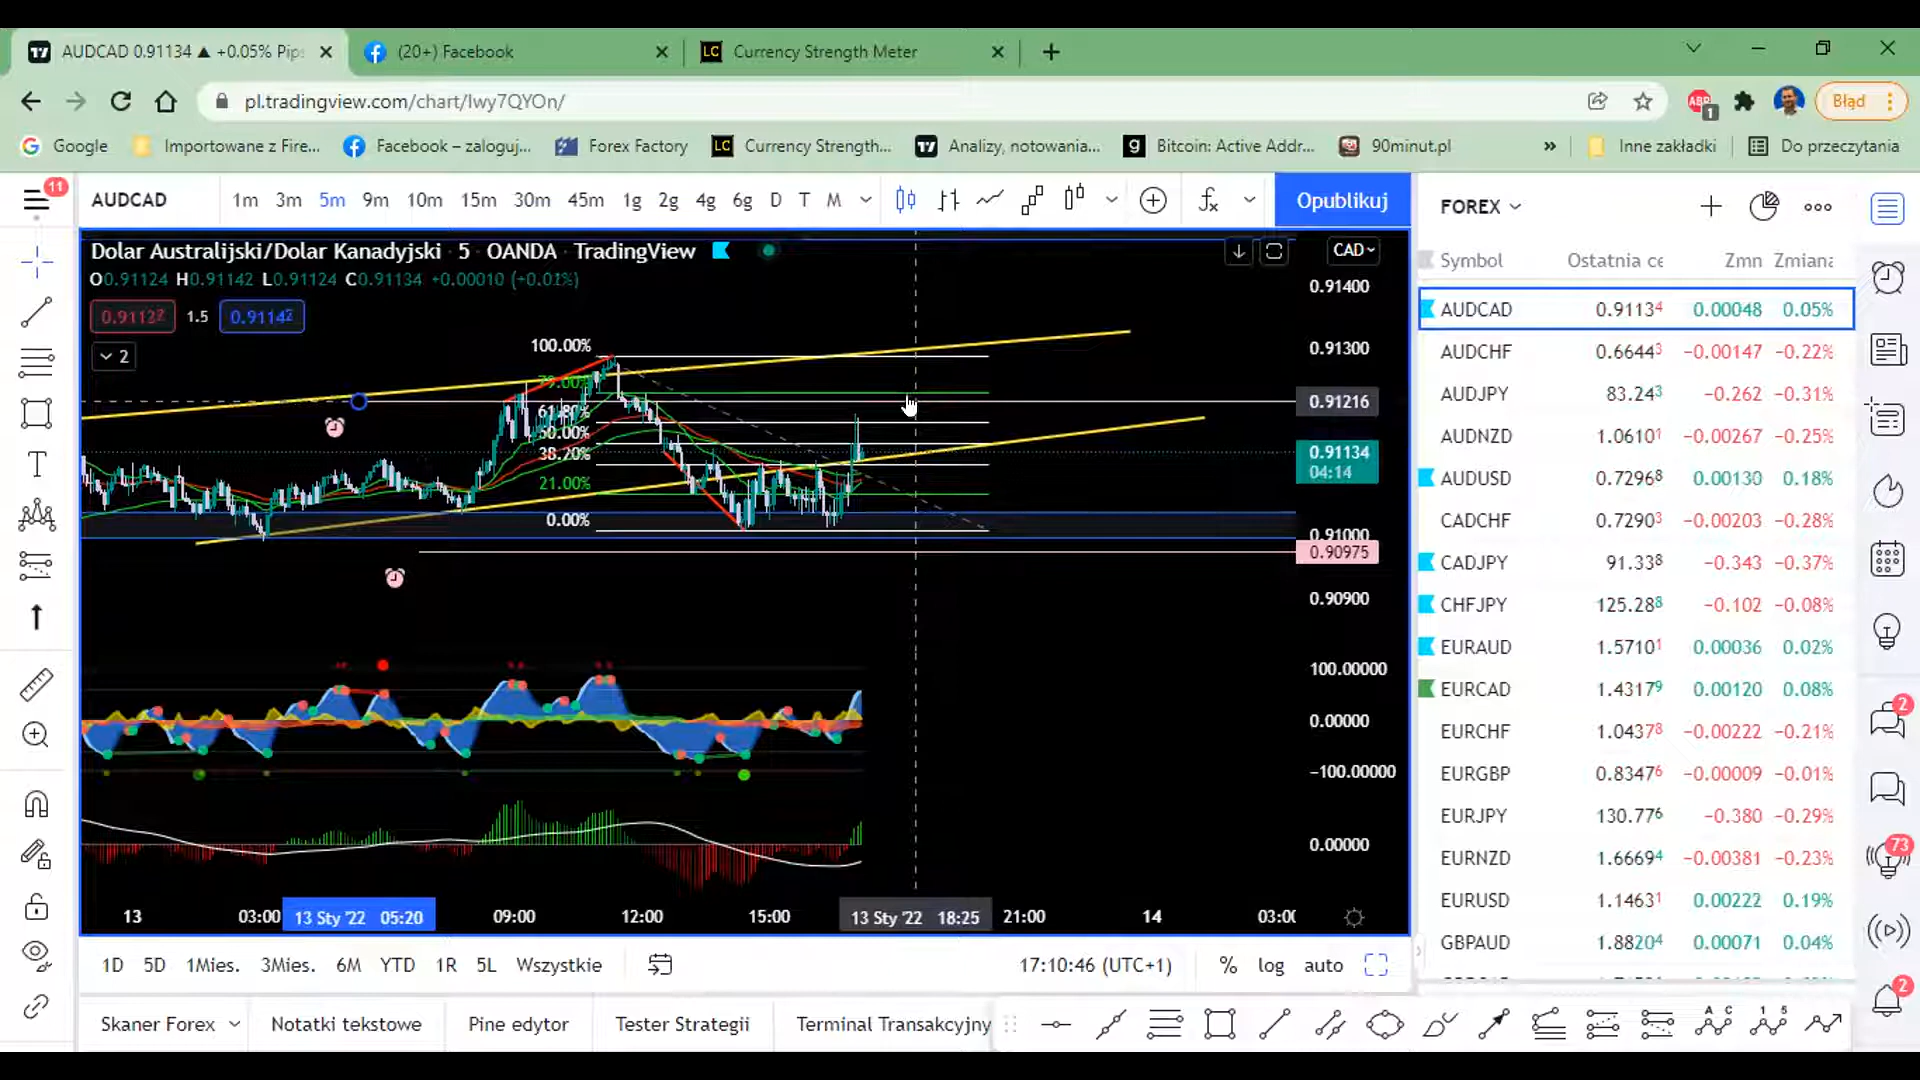 AUDCAD 0.91134 ▲ +0.05% Pip
(20+) Facebook
Currency Strength Meter
pl.tradingview.com/chart/Iwy7QYOn/
ABP 1
Błąd
Google
Importowane z Fire...
Facebook – zaloguj...
Forex Factory
Currency Strength...
Analizy, notowania...
Bitcoin: Active Addr...
90minut.pl
»
Inne zakładki
Do przeczytania
11
AUDCAD 1m 3m 5m 9m 10m 15m 30m 45m 1g 2g 4g 6g D T M
Opublikuj
Dolar Australijski/Dolar Kanadyjski · 5 · OANDA · TradingView
CAD
O0.91124 H0.91142 L0.91124 C0.91134 +0.00010 (+0.01%)
0.91127 1.5 0.91142
2
100.00%
79.00%
61.80%
50.00%
38.20%
21.00%
0.00%
0.91400
0.91300
0.91216
0.91134
04:14
0.91000
0.90975
0.90900
100.00000
0.00000
−100.00000
0.00000
13 03:00 13 Sty '22 05:20 09:00 12:00 15:00 13 Sty '22 18:25 21:00 14 03:00
1D 5D 1Mies. 3Mies. 6M YTD 1R 5L Wszystkie
17:10:46 (UTC+1) % log auto
Skaner Forex
Notatki tekstowe
Pine edytor
Tester Strategii
Terminal Transakcyjny
FOREX
Symbol Ostatnia ce Zmn Zmiana
AUDCAD 0.91134 0.00048 0.05%
AUDCHF 0.66443 −0.00147 −0.22%
AUDJPY 83.243 −0.262 −0.31%
AUDNZD 1.06101 −0.00267 −0.25%
AUDUSD 0.72968 0.00130 0.18%
CADCHF 0.72903 −0.00203 −0.28%
CADJPY 91.338 −0.343 −0.37%
CHFJPY 125.288 −0.102 −0.08%
EURAUD 1.57101 0.00036 0.02%
EURCAD 1.43179 0.00120 0.08%
EURCHF 1.04378 −0.00222 −0.21%
EURGBP 0.83476 −0.00009 −0.01%
EURJPY 130.776 −0.380 −0.29%
EURNZD 1.66694 −0.00381 −0.23%
EURUSD 1.14631 0.00222 0.19%
GBPAUD 1.88204 0.00071 0.04%
2
73
2